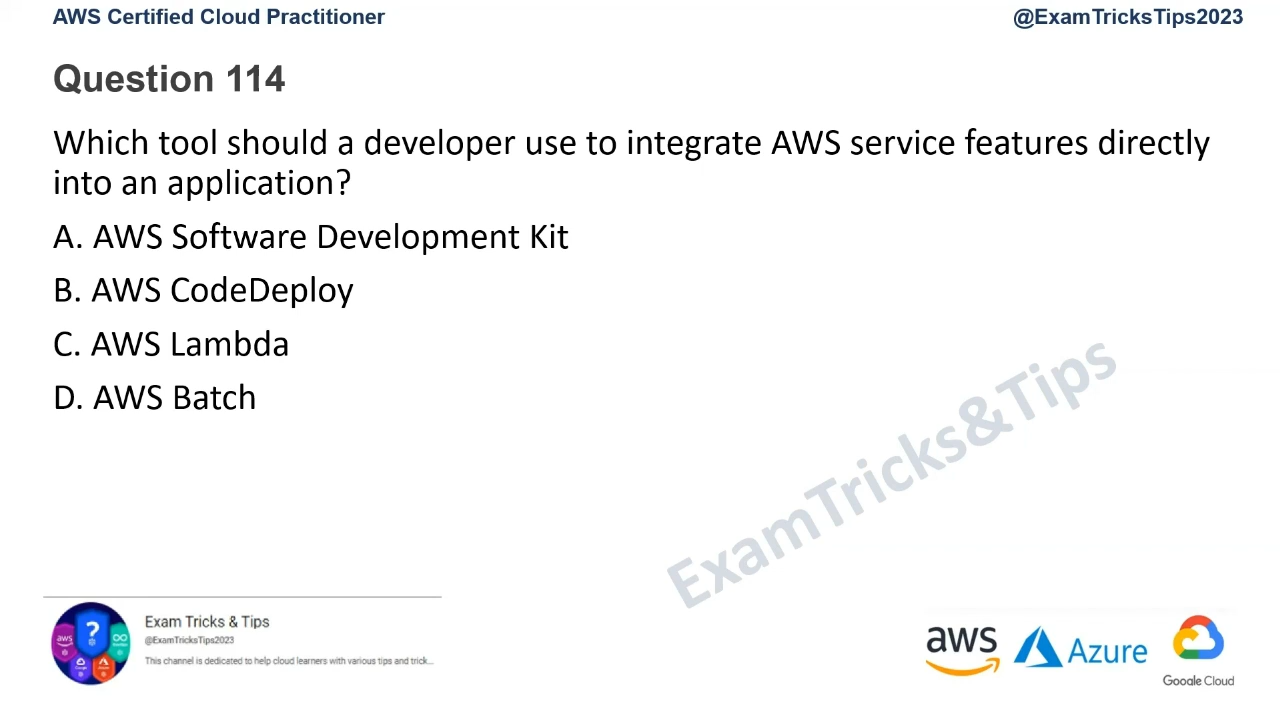 AWS Certified Cloud Practitioner
@ExamTricksTips2023
Question 114
Which tool should a developer use to integrate AWS service features directly
into an application?
A. AWS Software Development Kit
B. AWS CodeDeploy
C. AWS Lambda
D. AWS Batch
ExamTricks&Tips
Exam Tricks & Tips
@ExamTricksTips2023
This channel is dedicated to help cloud learners with various tips and trick...
aws
?
aws
Azure
Google Cloud